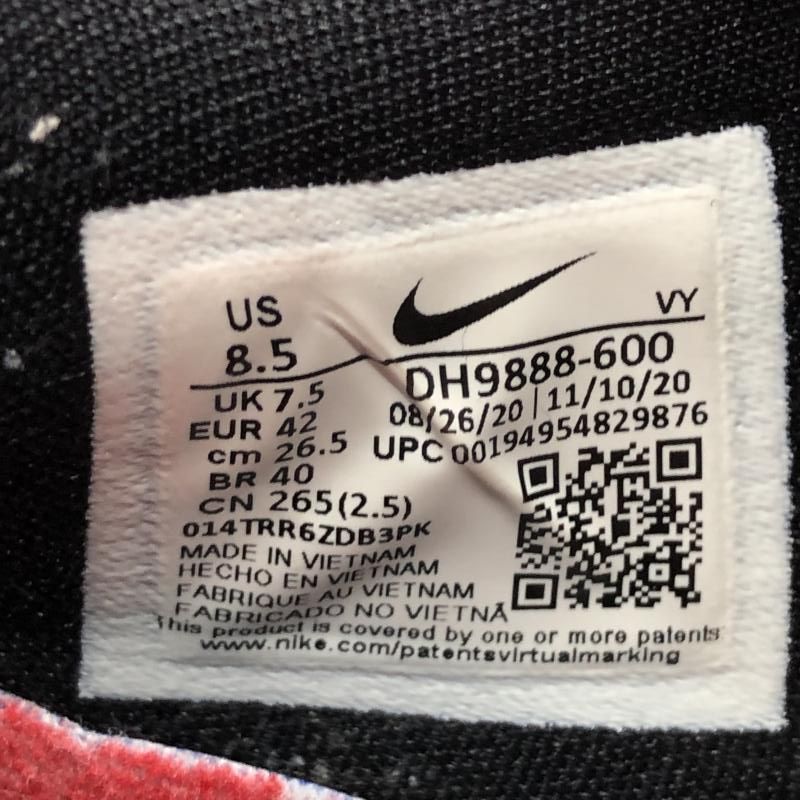 US
8.5
VY
UK 7.5
EUR 42
cm 26.5
BR 40
CN 265(2.5)
DH9888-600
08/26/20 | 11/10/20
UPC 00194954829876
014TRR6ZDB3PK
MADE IN VIETNAM
HECHO EN VIETNAM
FABRIQUE AU VIETNAM
FABRICADO NO VIETNÃ
This product is covered by one or more patents
www.nike.com/patentsvirtualmarking